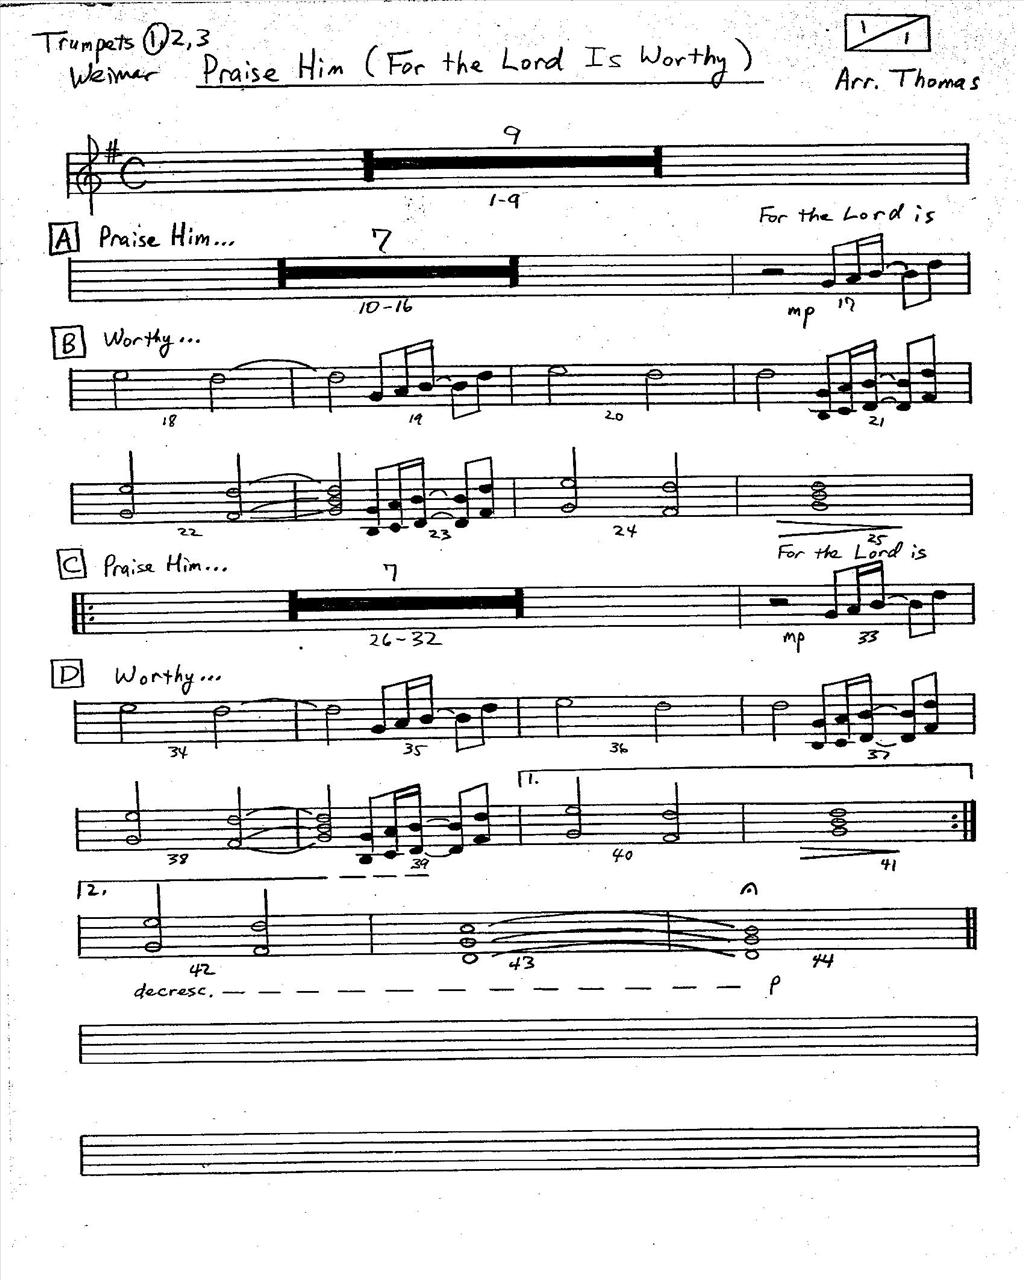 Trumpets 1, 2, 3
1/1
Weimar Praise Him (For the Lord Is Worthy)
Arr. Thomas
9
1-9
For the Lord is
A Praise Him... 7
10-16 mp 17
B Worthy...
18 19 20 21
22 23 24 25
For the Lord is
C Praise Him... 7
26-32 mp 33
D Worthy...
34 35 36 37
1.
38 39 40 41
2.
42 43 44
decresc. p